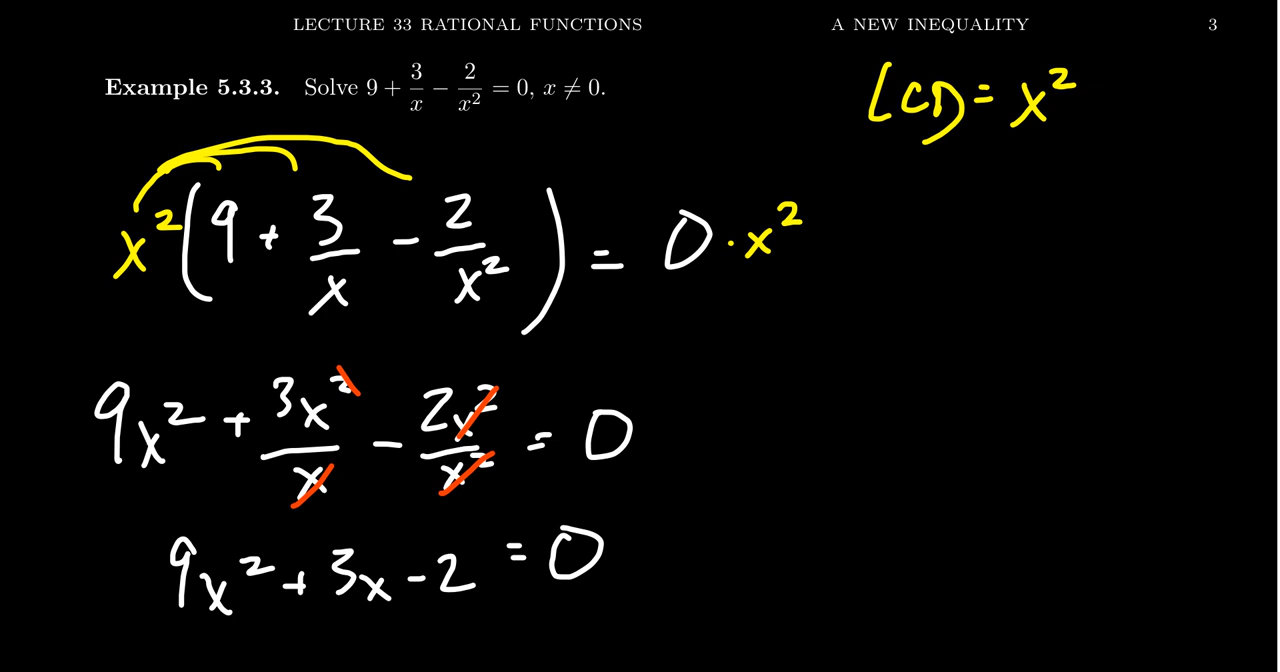 LECTURE 33 RATIONAL FUNCTIONS A NEW INEQUALITY 3
Example 5.3.3. Solve 9 + 3/x − 2/x² = 0, x ≠ 0.
LCD = x²
x²(9 + 3/x − 2/x²) = 0 · x²
9x² + 3x²/x − 2x²/x² = 0
9x² + 3x − 2 = 0